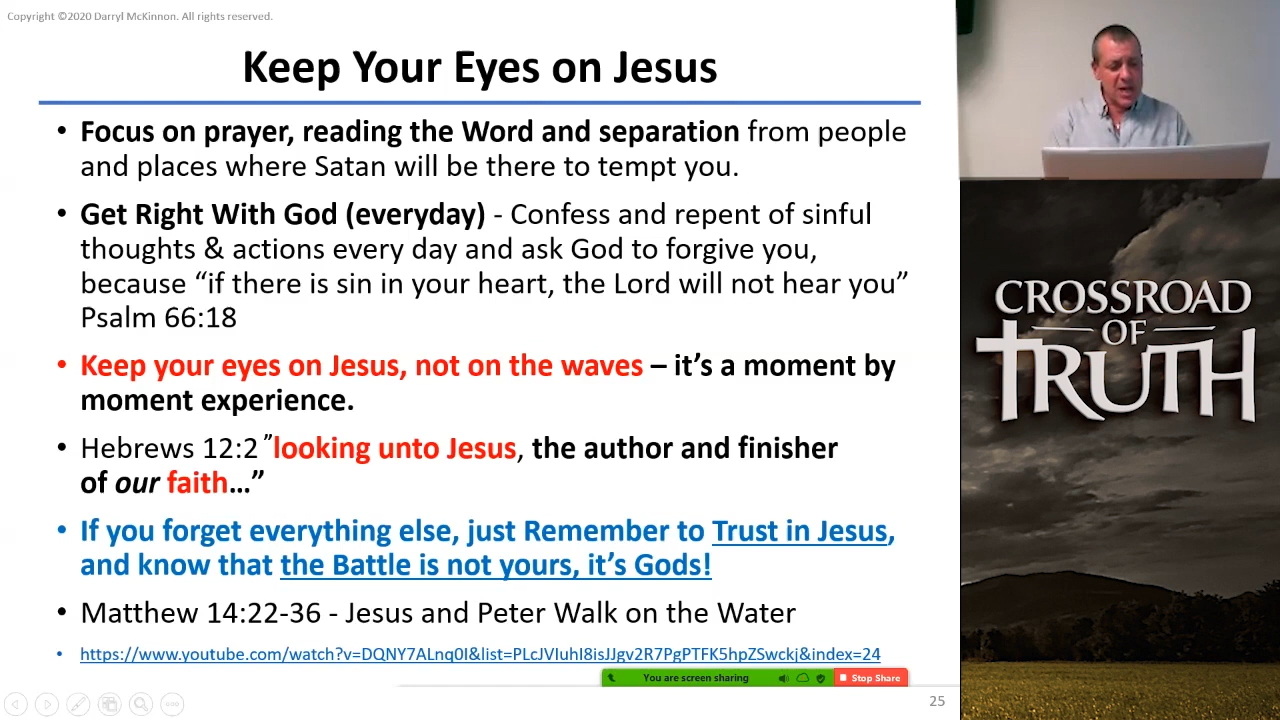 Copyright ©2020 Darryl McKinnon. All rights reserved.
Keep Your Eyes on Jesus
• Focus on prayer, reading the Word and separation from people
and places where Satan will be there to tempt you.
• Get Right With God (everyday) - Confess and repent of sinful
thoughts & actions every day and ask God to forgive you,
because “if there is sin in your heart, the Lord will not hear you”
Psalm 66:18
• Keep your eyes on Jesus, not on the waves – it’s a moment by
moment experience.
• Hebrews 12:2 ”looking unto Jesus, the author and finisher
of our faith…”
• If you forget everything else, just Remember to Trust in Jesus,
and know that the Battle is not yours, it’s Gods!
• Matthew 14:22-36 - Jesus and Peter Walk on the Water
• https://www.youtube.com/watch?v=DQNY7ALnq0I&list=PLcJVIuhI8isJJgv2R7PgPTFK5hpZSwckj&index=24
You are screen sharing
Stop Share
25
CROSSROAD
OF
TRUTH